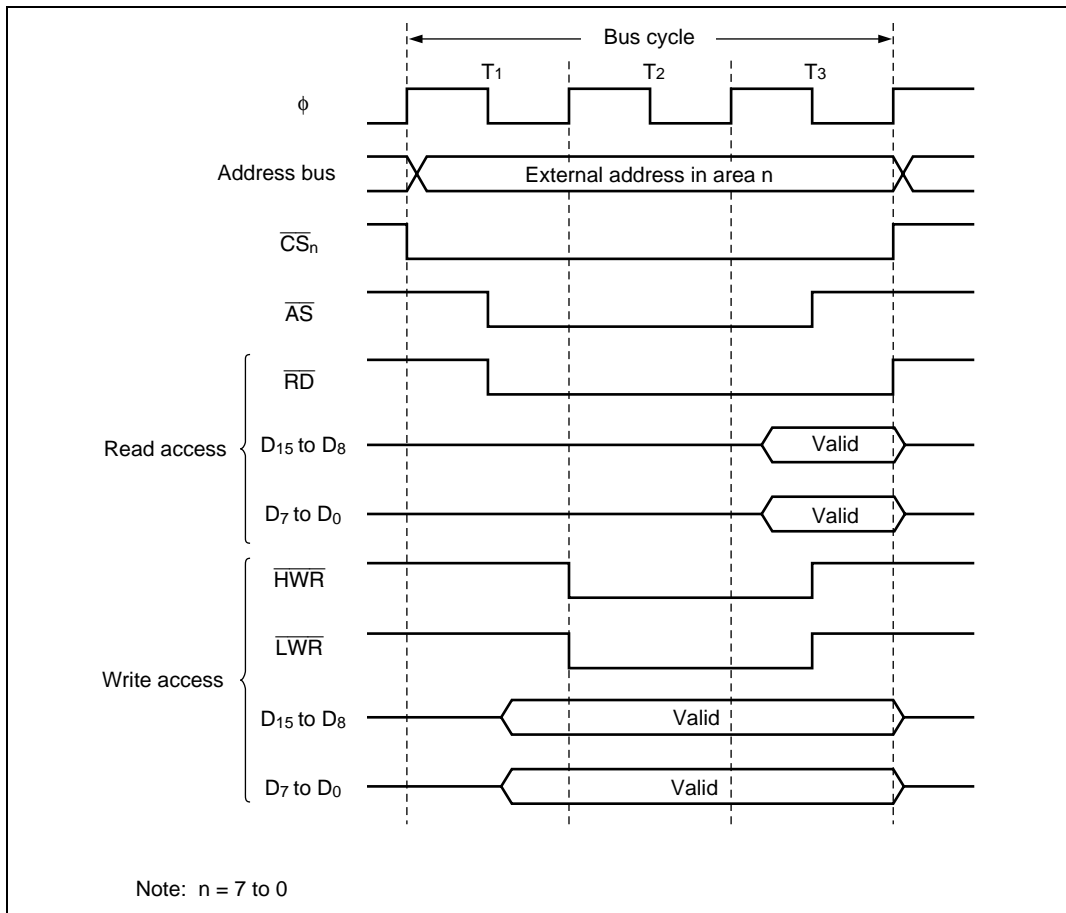 Bus cycle
T1 T2 T3
ϕ
Address bus External address in area n
CSn
AS
Read access
RD
D15 to D8 Valid
D7 to D0 Valid
Write access
HWR
LWR
D15 to D8 Valid
D7 to D0 Valid
Note: n = 7 to 0